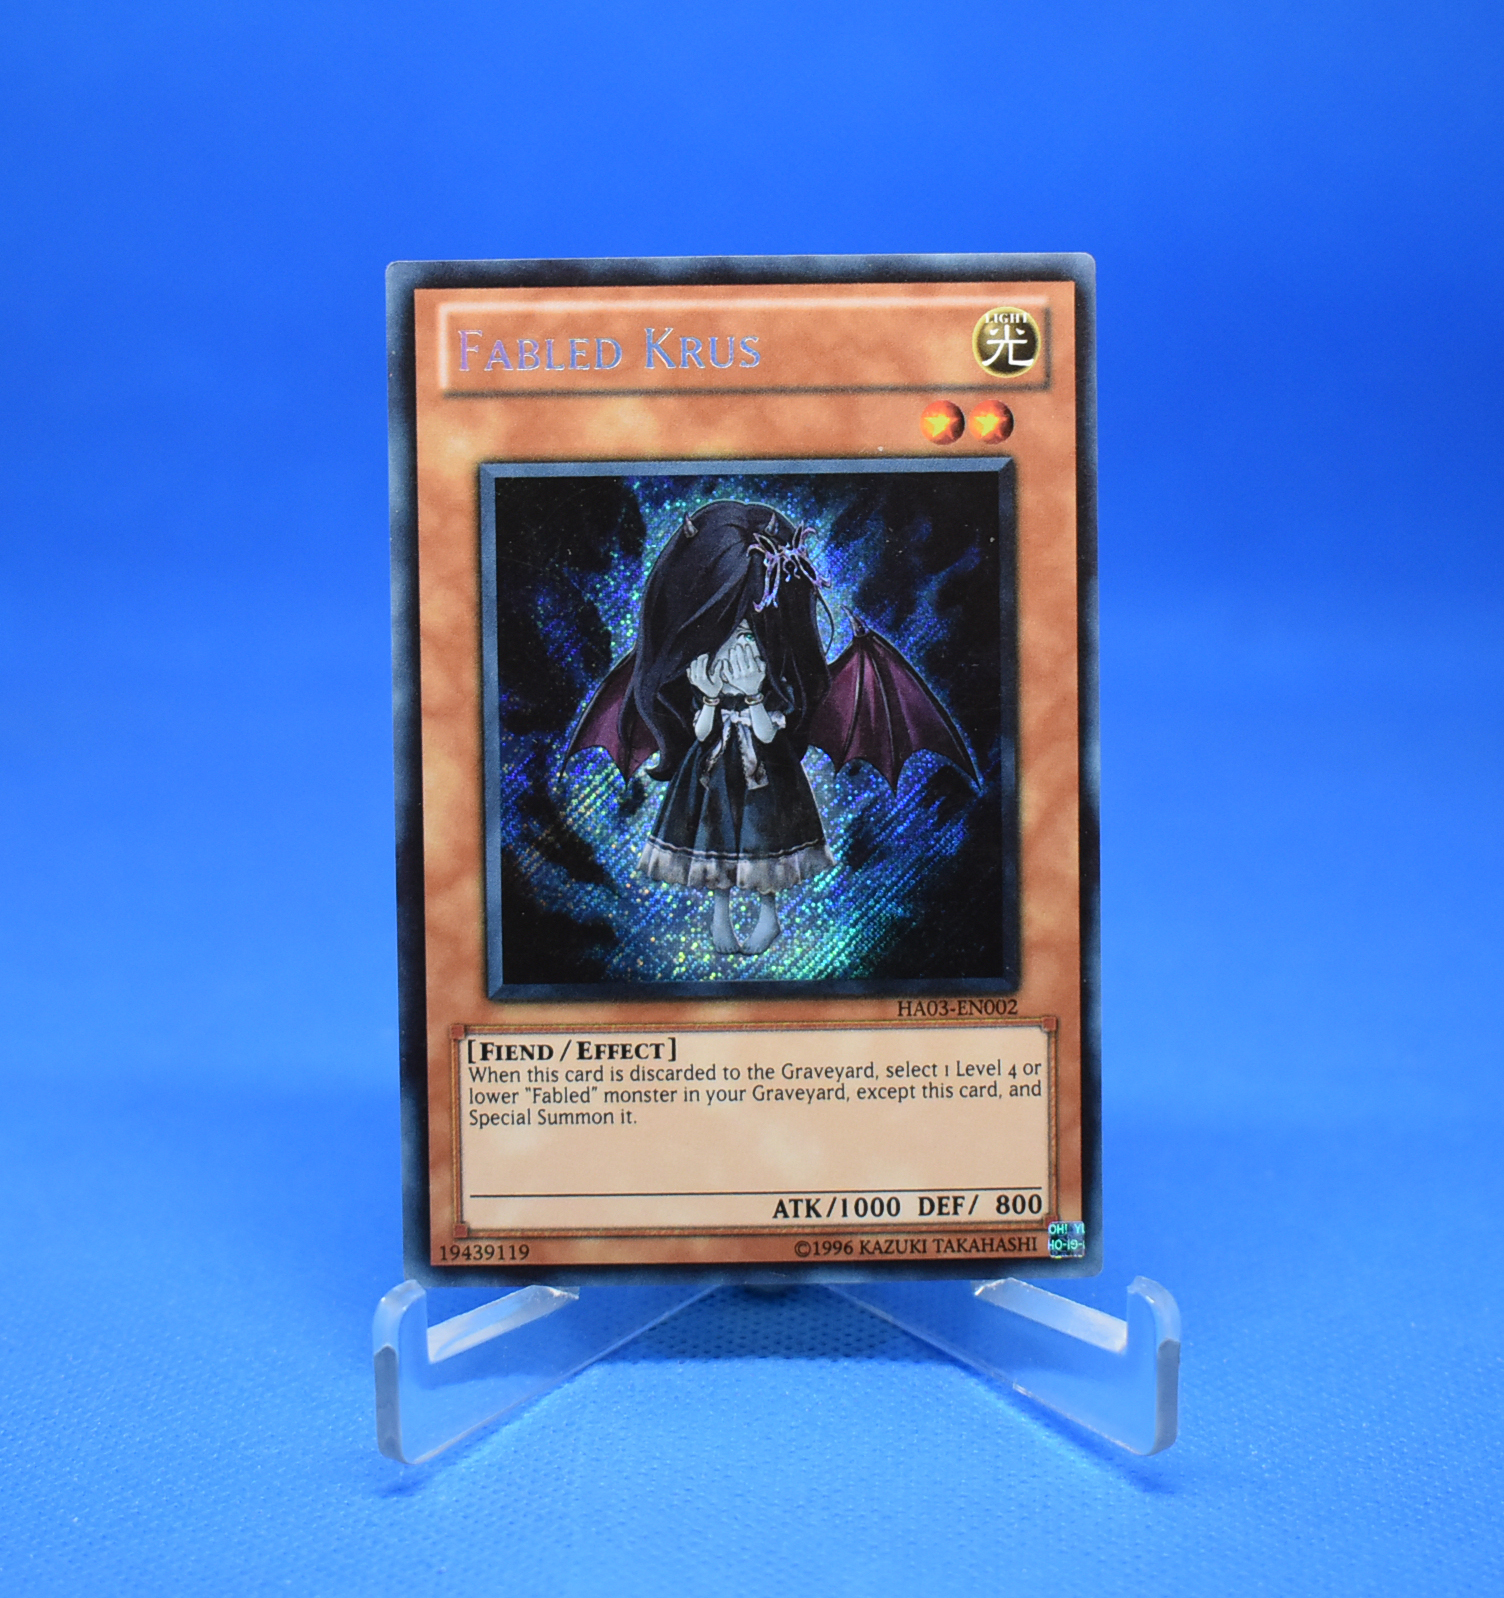 Fabled Krus
LIGHT
光
HA03-EN002
[Fiend / Effect]
When this card is discarded to the Graveyard, select 1 Level 4 or
lower "Fabled" monster in your Graveyard, except this card, and
Special Summon it.
ATK/1000 DEF/ 800
19439119
©1996 KAZUKI TAKAHASHI
OH! YU